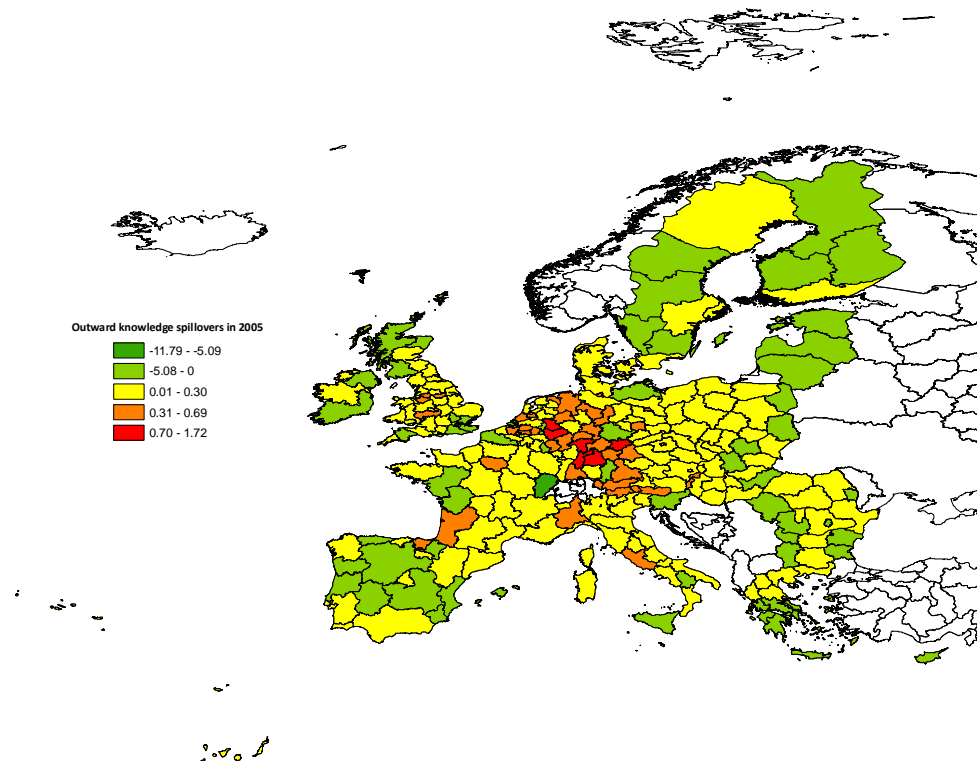 Outward knowledge spillovers in 2005
-11.79 - -5.09
-5.08 - 0
0.01 - 0.30
0.31 - 0.69
0.70 - 1.72